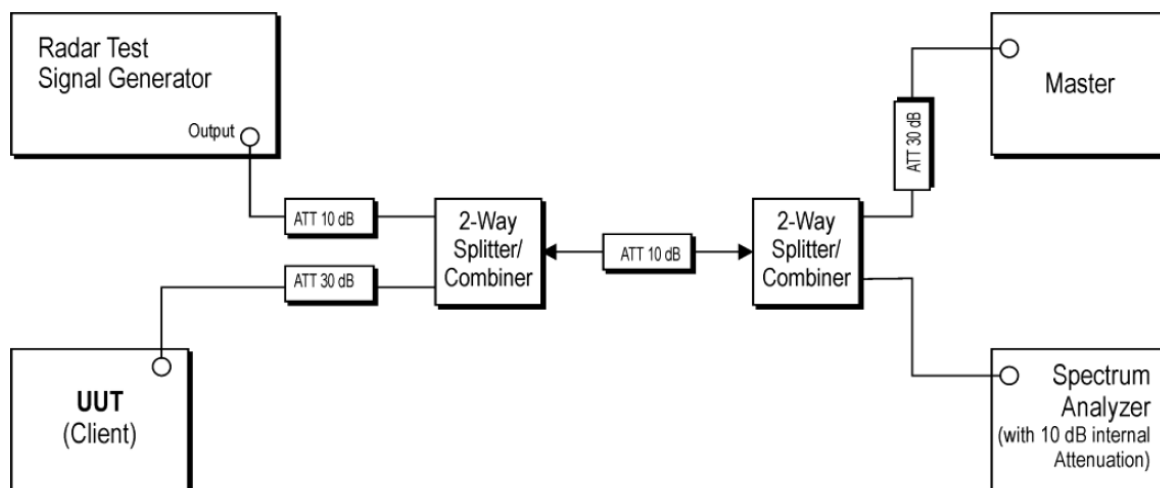 Radar Test
Signal Generator
Output
Master
ATT 30 dB
ATT 10 dB
2-Way
Splitter/
Combiner
ATT 10 dB
2-Way
Splitter/
Combiner
ATT 30 dB
UUT
(Client)
Spectrum
Analyzer
(with 10 dB internal
Attenuation)